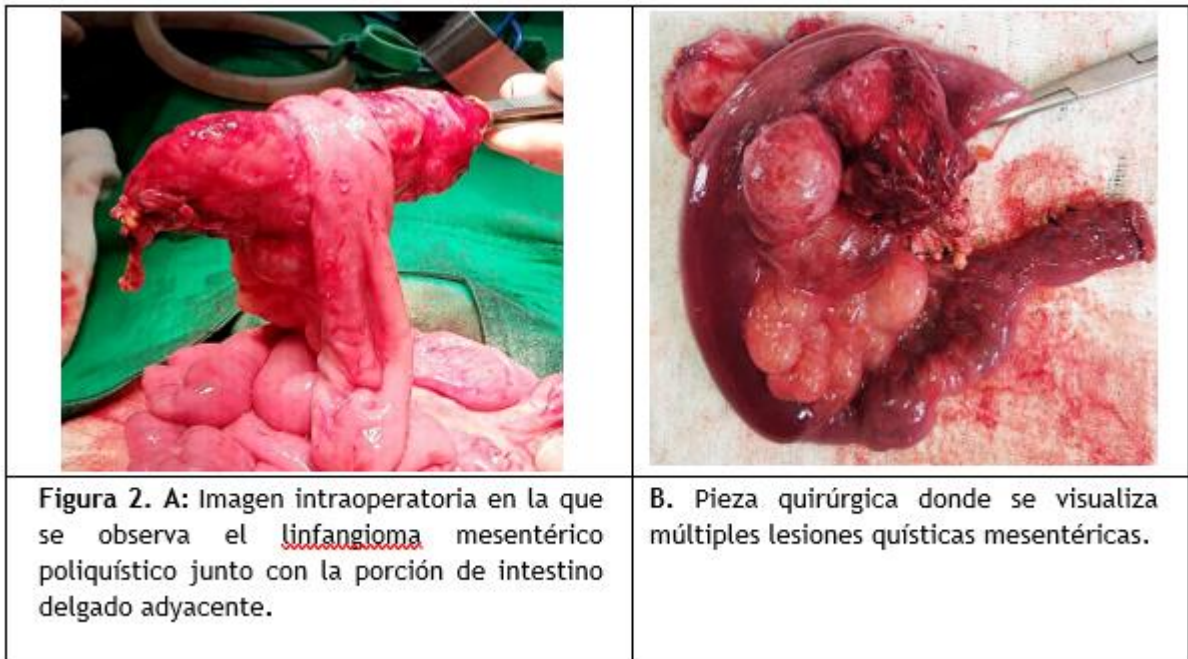 Figura 2. A: Imagen intraoperatoria en la que
se observa el linfangioma mesentérico
poliquístico junto con la porción de intestino
delgado adyacente.
B. Pieza quirúrgica donde se visualiza
múltiples lesiones quísticas mesentéricas.